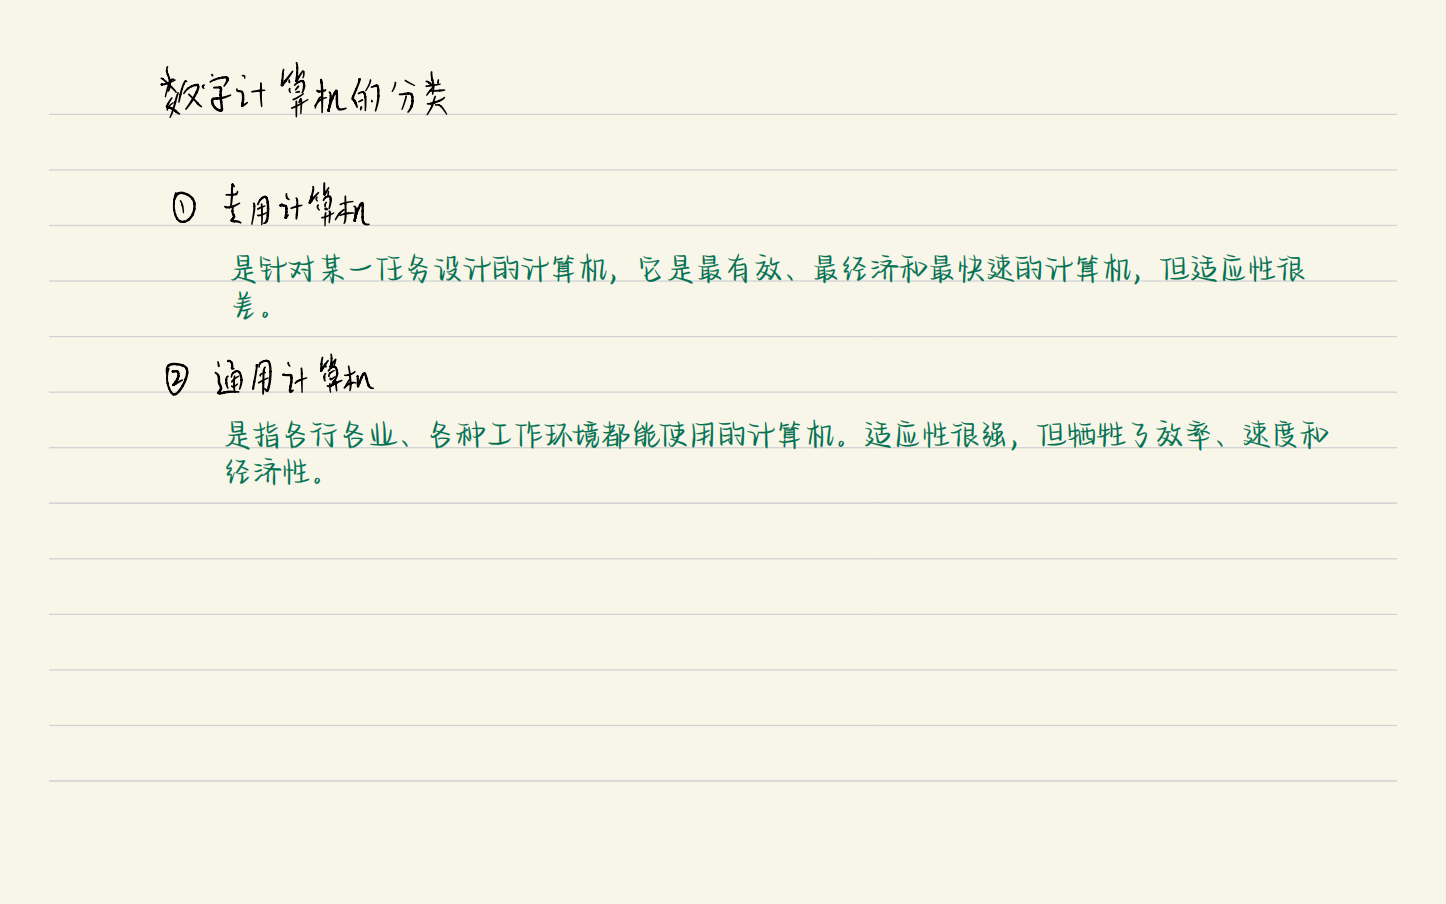 数字计算机的分类
① 专用计算机
是针对某一任务设计的计算机，它是最有效、最经济和最快速的计算机，但适应性很
差。
② 通用计算机
是指各行各业、各种工作环境都能使用的计算机。适应性很强，但牺牲了效率、速度和
经济性。